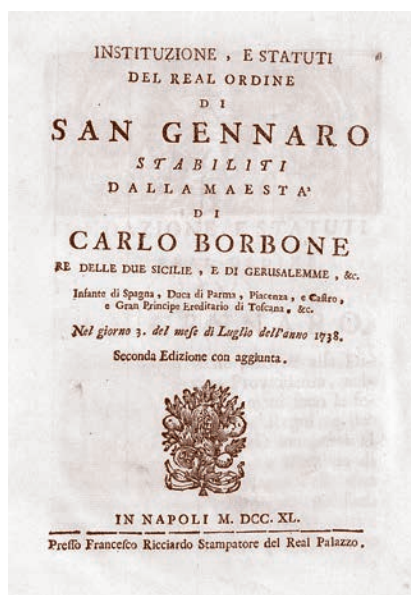 INSTITUZIONE , E STATUTI
DEL REAL ORDINE
DI
SAN GENNARO
STABILITI
DALLA MAESTA'
DI
CARLO BORBONE
RE DELLE DUE SICILIE , E DI GERUSALEMME , &c.
Infante di Spagna , Duca di Parma , Piacenza , e Caſtro ,
e Gran Principe Ereditario di Toſcana , &c.
Nel giorno 3. del meſe di Luglio dell'anno 1738.
Seconda Edizione con aggiunta .
IN NAPOLI M. DCC. XL.
Preſſo Franceſco Ricciardo Stampatore del Real Palazzo .